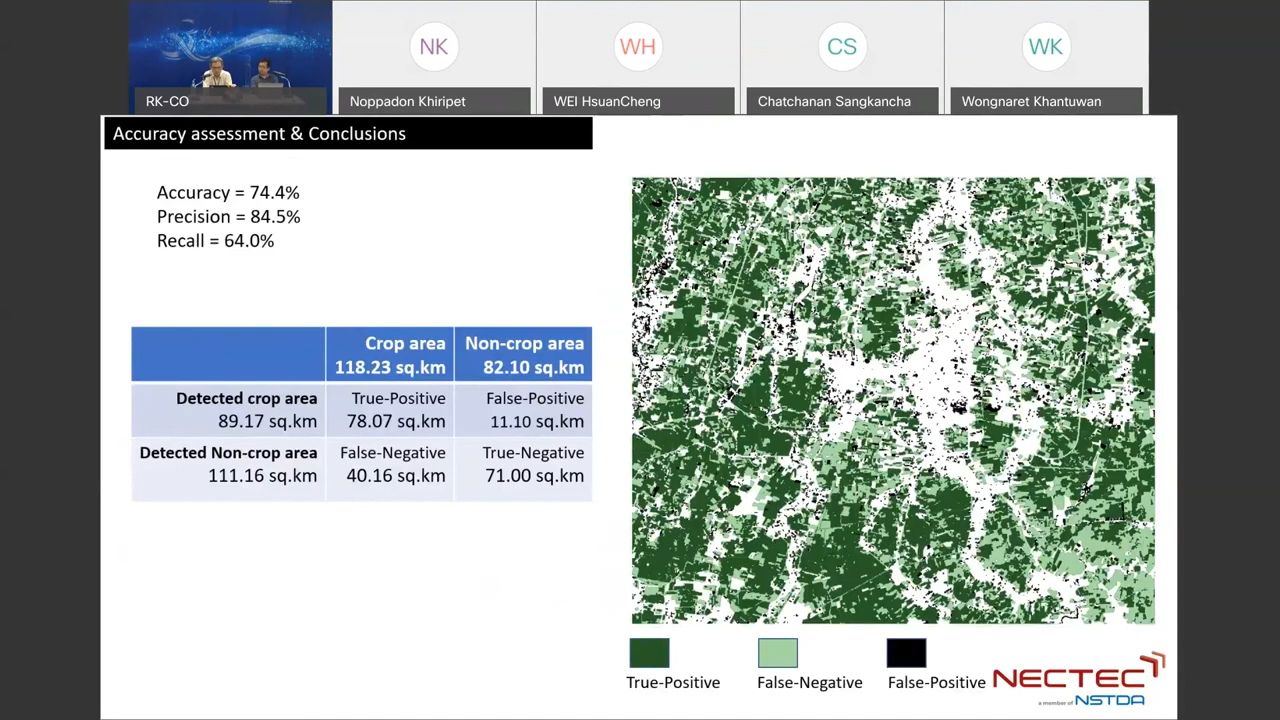 NK
WH
CS
WK
RK-CO
Noppadon Khiripet
WEI HsuanCheng
Chatchanan Sangkancha
Wongnaret Khantuwan
Accuracy assessment & Conclusions
Accuracy = 74.4%
Precision = 84.5%
Recall = 64.0%
Crop area Non-crop area
118.23 sq.km 82.10 sq.km
Detected crop area True-Positive False-Positive
89.17 sq.km 78.07 sq.km 11.10 sq.km
Detected Non-crop area False-Negative True-Negative
111.16 sq.km 40.16 sq.km 71.00 sq.km
True-Positive False-Negative False-Positive
NECTEC
a member of NSTDA